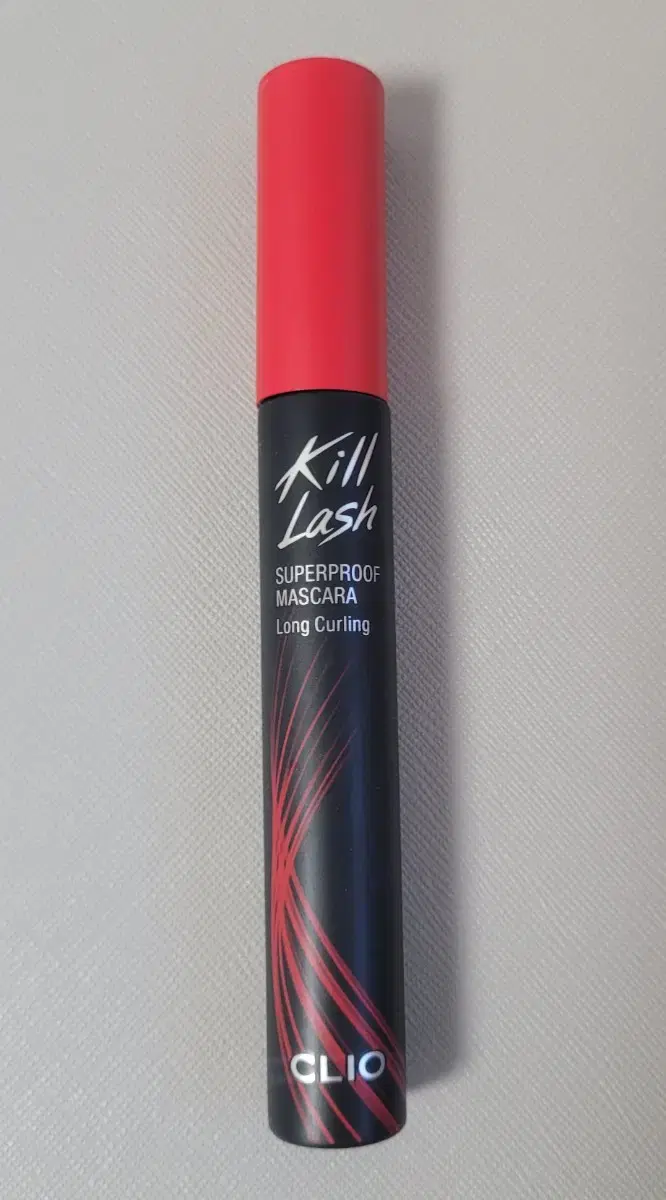 Kill
Lash
SUPERPROOF
MASCARA
Long Curling
CLIO